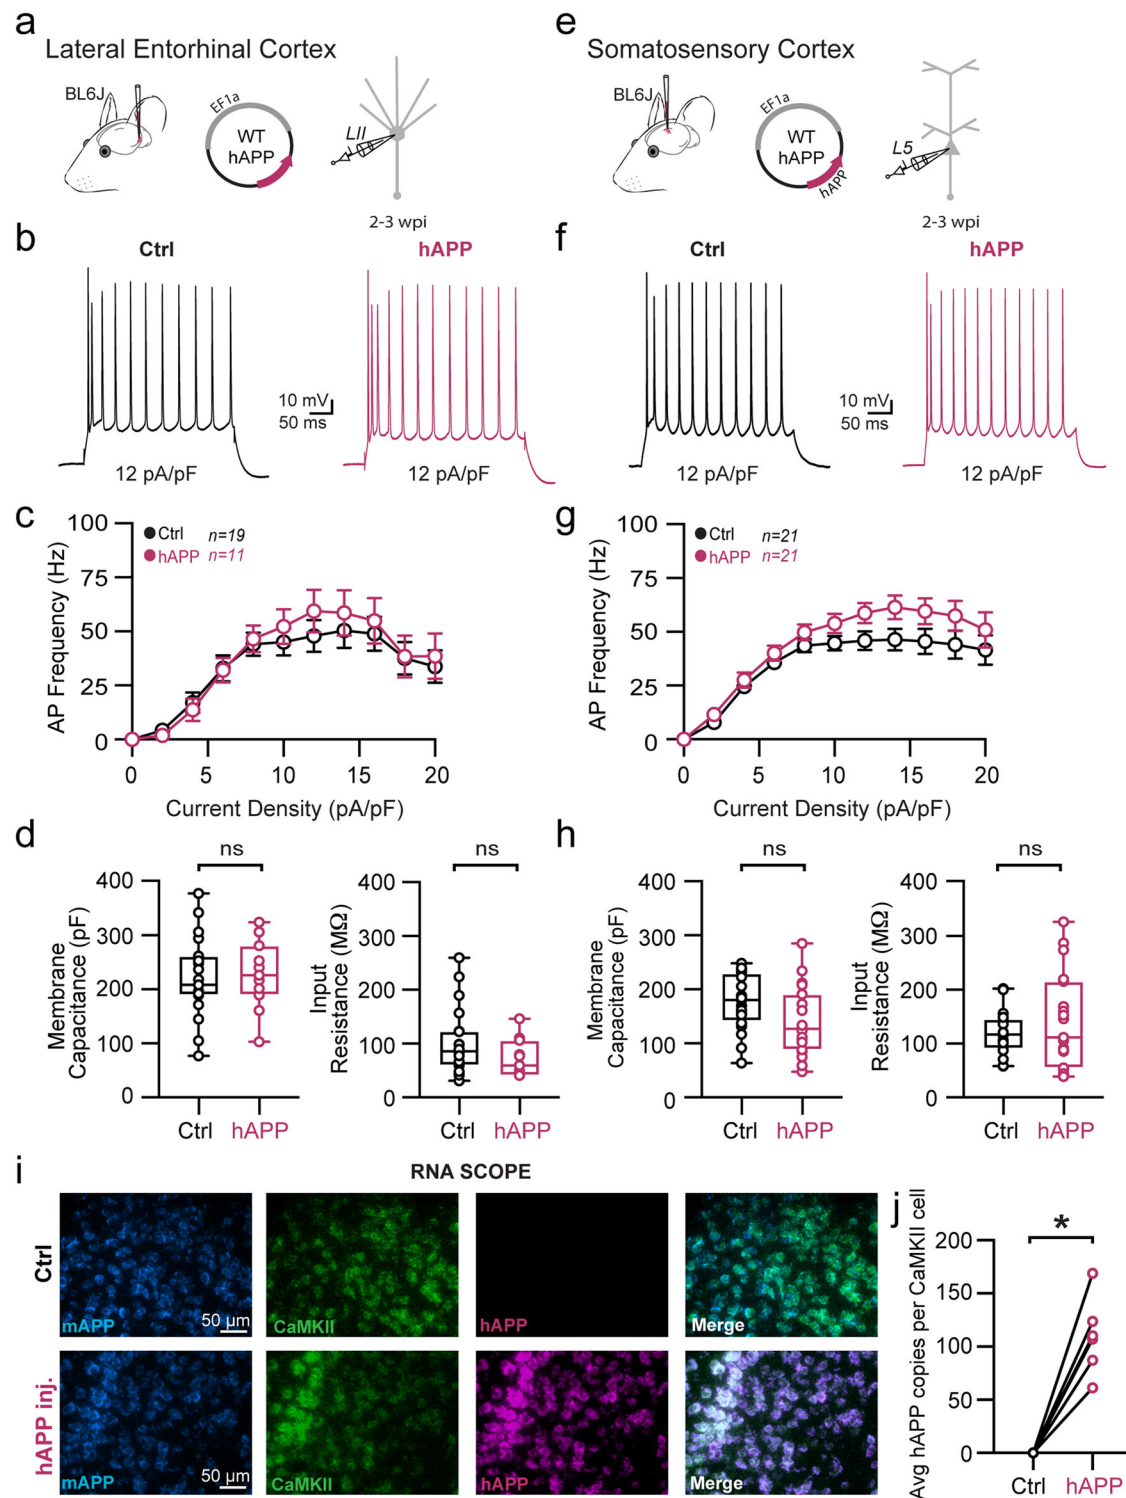 a
Lateral Entorhinal Cortex
BL6J
EF1a
WT
hAPP
LII
2-3 wpi
e
Somatosensory Cortex
BL6J
EF1a
WT
hAPP
hAPP
L5
2-3 wpi
b
Ctrl
hAPP
10 mV
50 ms
12 pA/pF
12 pA/pF
f
Ctrl
hAPP
10 mV
50 ms
12 pA/pF
12 pA/pF
c
AP Frequency (Hz)
100
75
50
25
0
Ctrl n=19
hAPP n=11
0 5 10 15 20
Current Density (pA/pF)
g
AP Frequency (Hz)
100
75
50
25
0
Ctrl n=21
hAPP n=21
0 5 10 15 20
Current Density (pA/pF)
d
ns
Membrane
Capacitance (pF)
400
300
200
100
0
Ctrl hAPP
ns
Input
Resistance (MΩ)
400
300
200
100
0
Ctrl hAPP
h
ns
Membrane
Capacitance (pF)
400
300
200
100
0
Ctrl hAPP
ns
Input
Resistance (MΩ)
400
300
200
100
0
Ctrl hAPP
i
RNA SCOPE
Ctrl
mAPP
50 µm
CaMKII
hAPP
Merge
hAPP inj.
mAPP
50 µm
CaMKII
hAPP
Merge
j
Avg hAPP copies per CaMKII cell
*
200
150
100
50
0
Ctrl hAPP